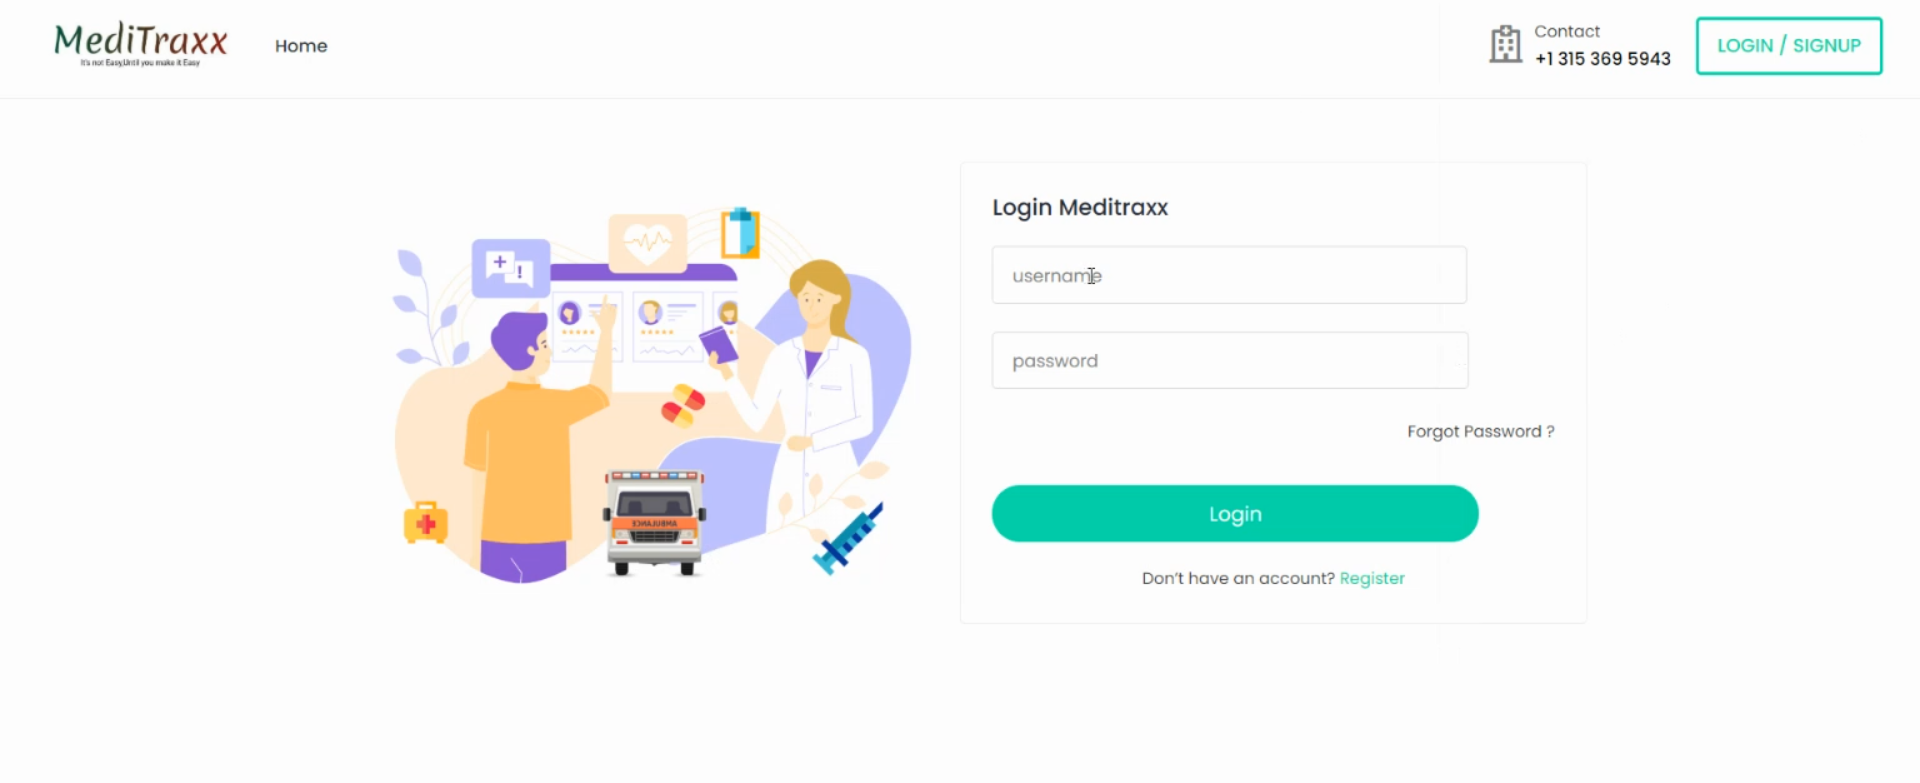 MediTraxx
It's not Easy,Until you make it Easy
Home
Contact
+1 315 369 5943
LOGIN / SIGNUP
Login Meditraxx
username
password
Forgot Password ?
Login
Don't have an account? Register
AMBULANCE